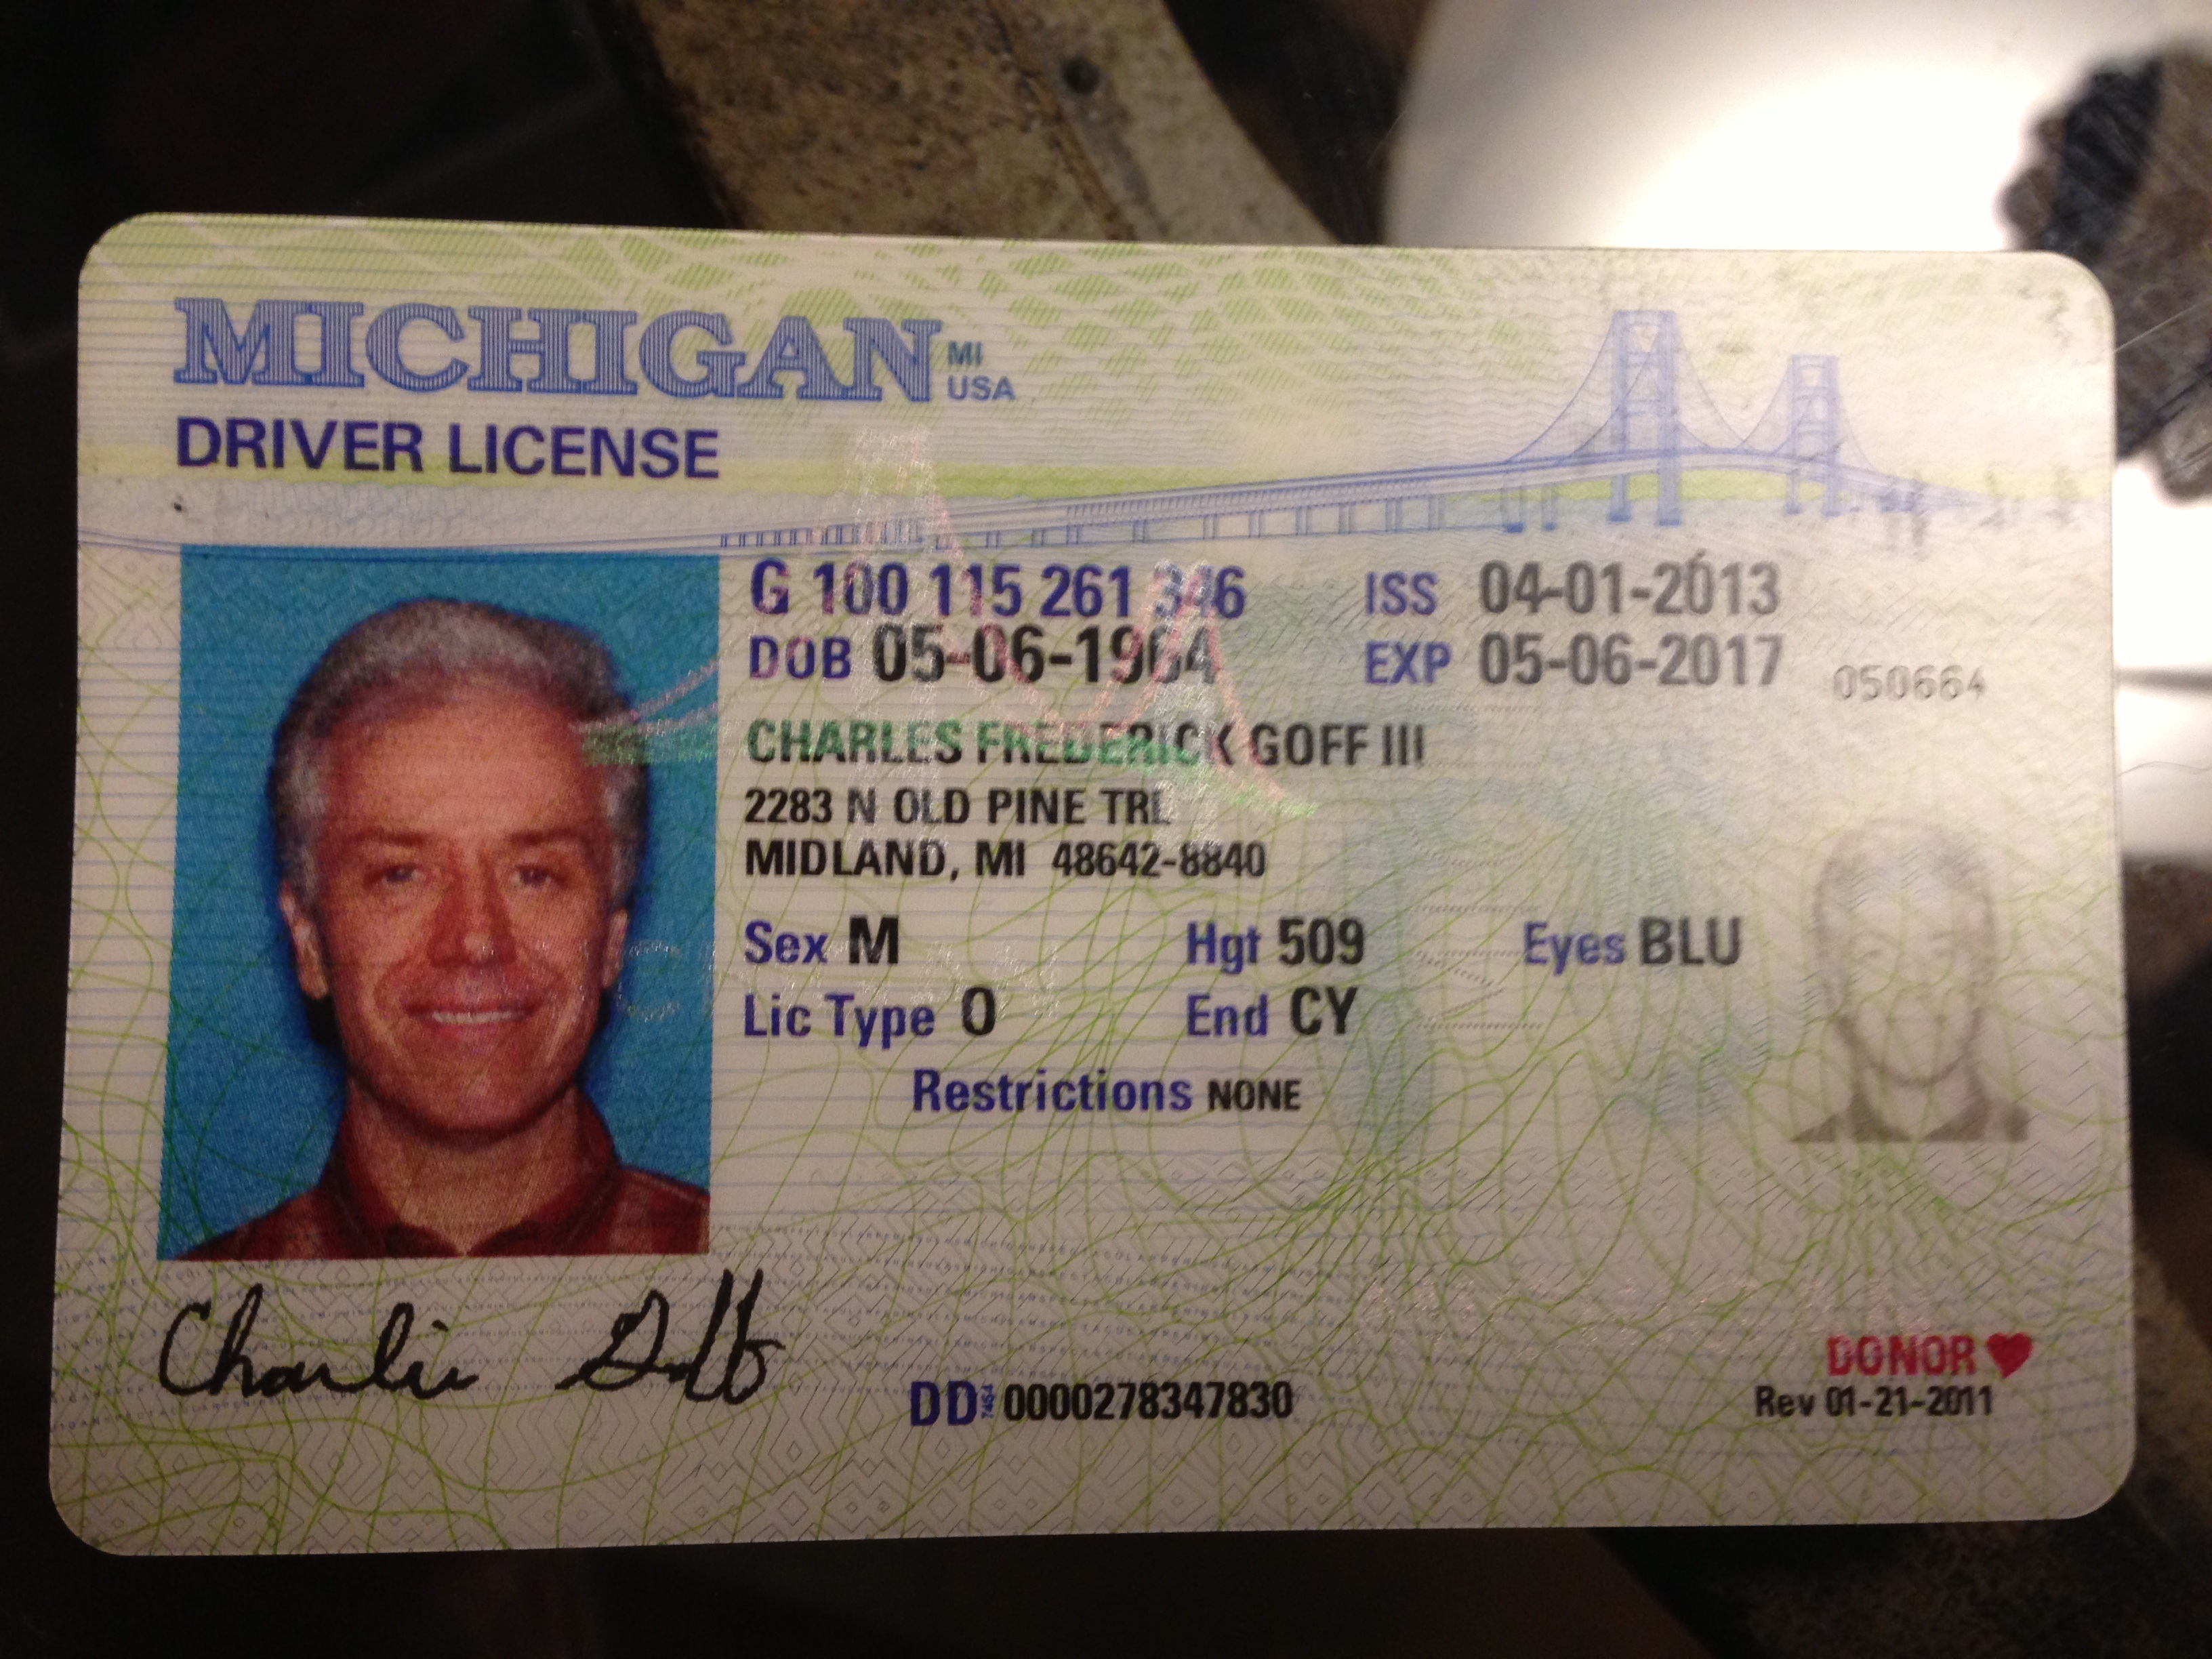 MICHIGAN MI
USA
DRIVER LICENSE
G 100 115 261 346 ISS 04-01-2013
DOB 05-06-1964 EXP 05-06-2017 050664
CHARLES FREDERICK GOFF III
2283 N OLD PINE TRL
MIDLAND, MI 48642-8840
Sex M Hgt 509 Eyes BLU
Lic Type O End CY
Restrictions NONE
Charlie Goff
DONOR
DD 0000278347830 Rev 01-21-2011